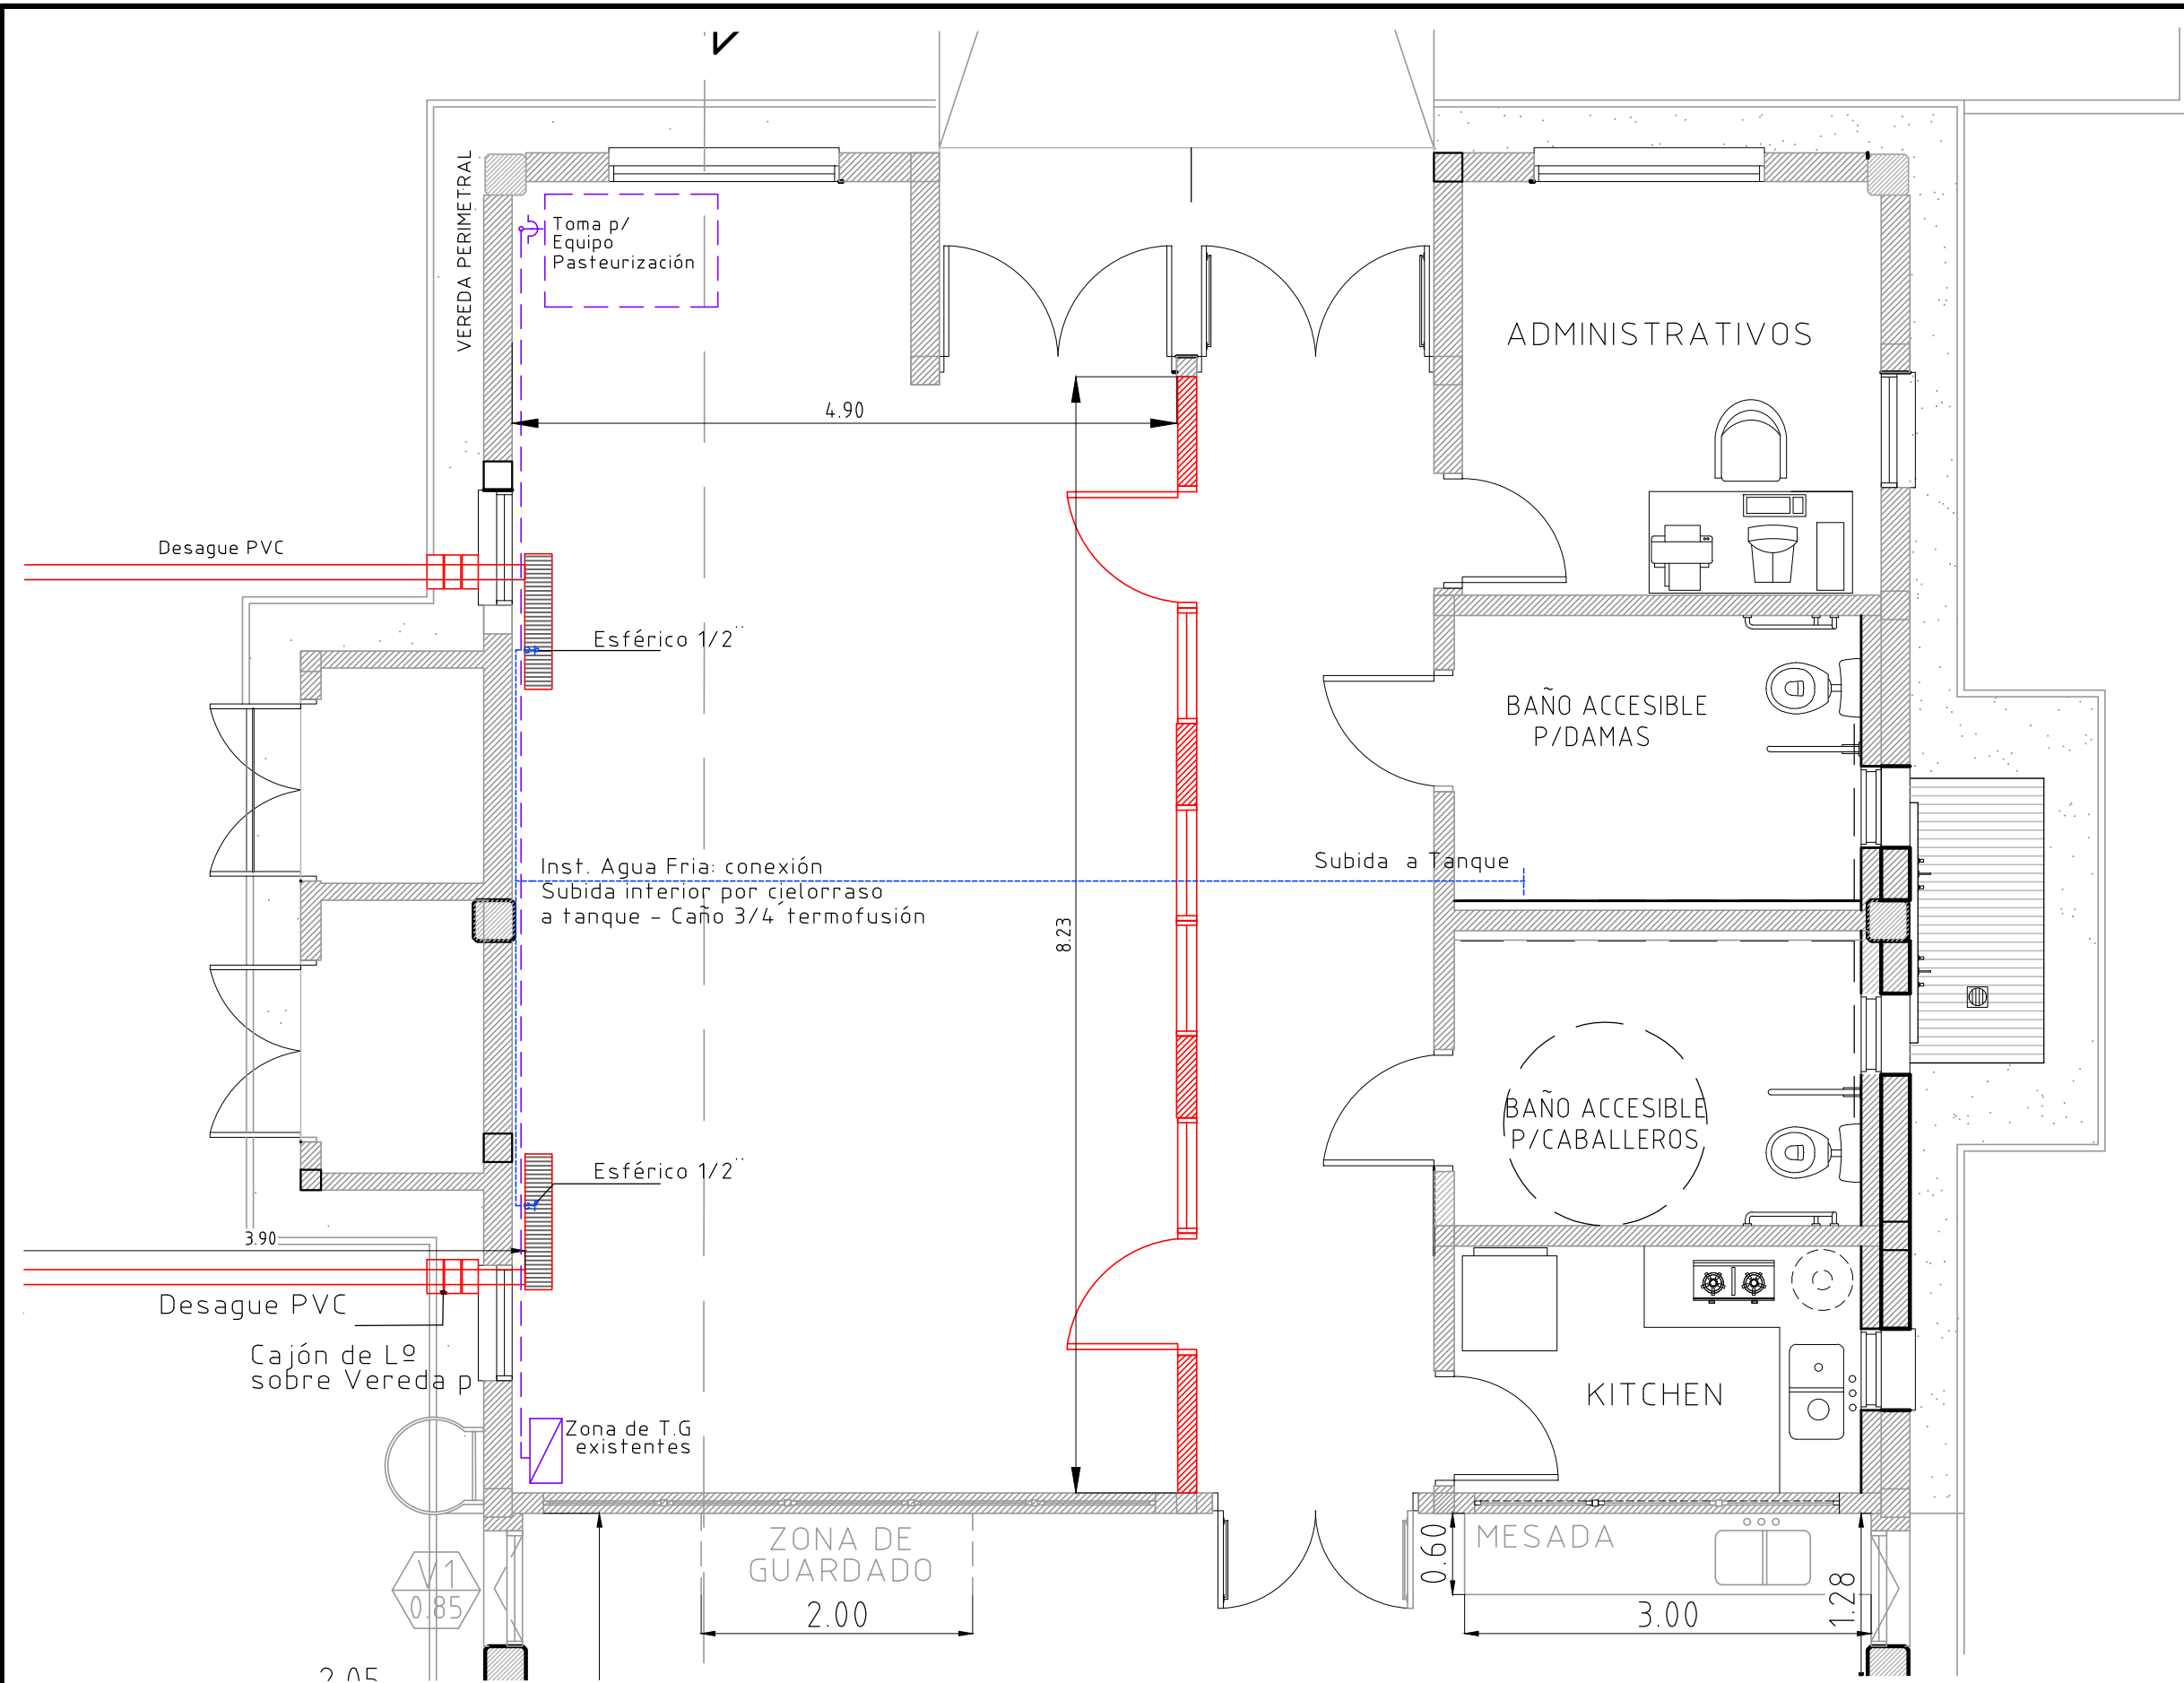 VEREDA PERIMETRAL
Toma p/
Equipo
Pasteurización
ADMINISTRATIVOS
4.90
Desague PVC
Esférico 1/2¨
BAÑO ACCESIBLE
P/DAMAS
Inst. Agua Fria: conexión
Subida interior por cielorraso
a tanque - Caño 3/4´termofusión
Subida a Tanque
8.23
BAÑO ACCESIBLE
P/CABALLEROS
Esférico 1/2¨
3.90
Desague PVC
Cajón de Lº
sobre Vereda p
KITCHEN
Zona de T.G
existentes
ZONA DE
GUARDADO
MESADA
0.60
V1
0.85
2.00
3.00
1.28